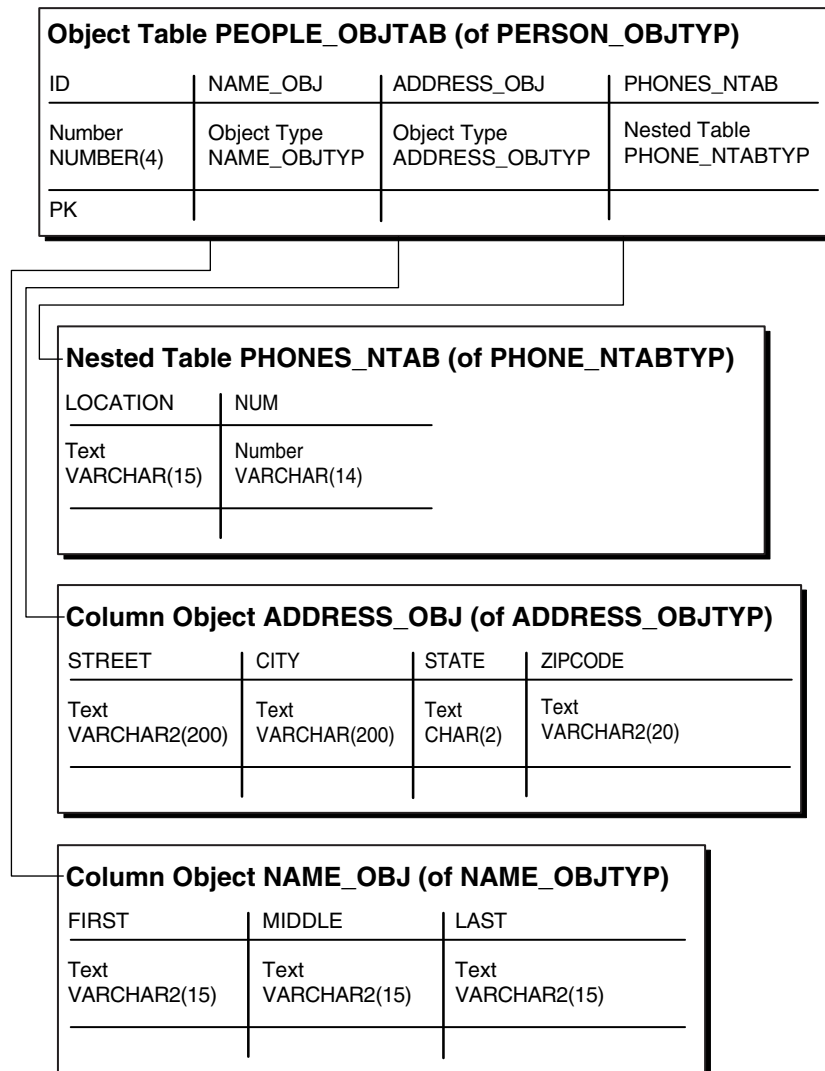 Object Table PEOPLE_OBJTAB (of PERSON_OBJTYP)
ID NAME_OBJ ADDRESS_OBJ PHONES_NTAB
Number Object Type Object Type Nested Table
NUMBER(4) NAME_OBJTYP ADDRESS_OBJTYP PHONE_NTABTYP
PK
Nested Table PHONES_NTAB (of PHONE_NTABTYP)
LOCATION NUM
Text Number
VARCHAR(15) VARCHAR(14)
Column Object ADDRESS_OBJ (of ADDRESS_OBJTYP)
STREET CITY STATE ZIPCODE
Text Text Text Text
VARCHAR2(200) VARCHAR(200) CHAR(2) VARCHAR2(20)
Column Object NAME_OBJ (of NAME_OBJTYP)
FIRST MIDDLE LAST
Text Text Text
VARCHAR2(15) VARCHAR2(15) VARCHAR2(15)